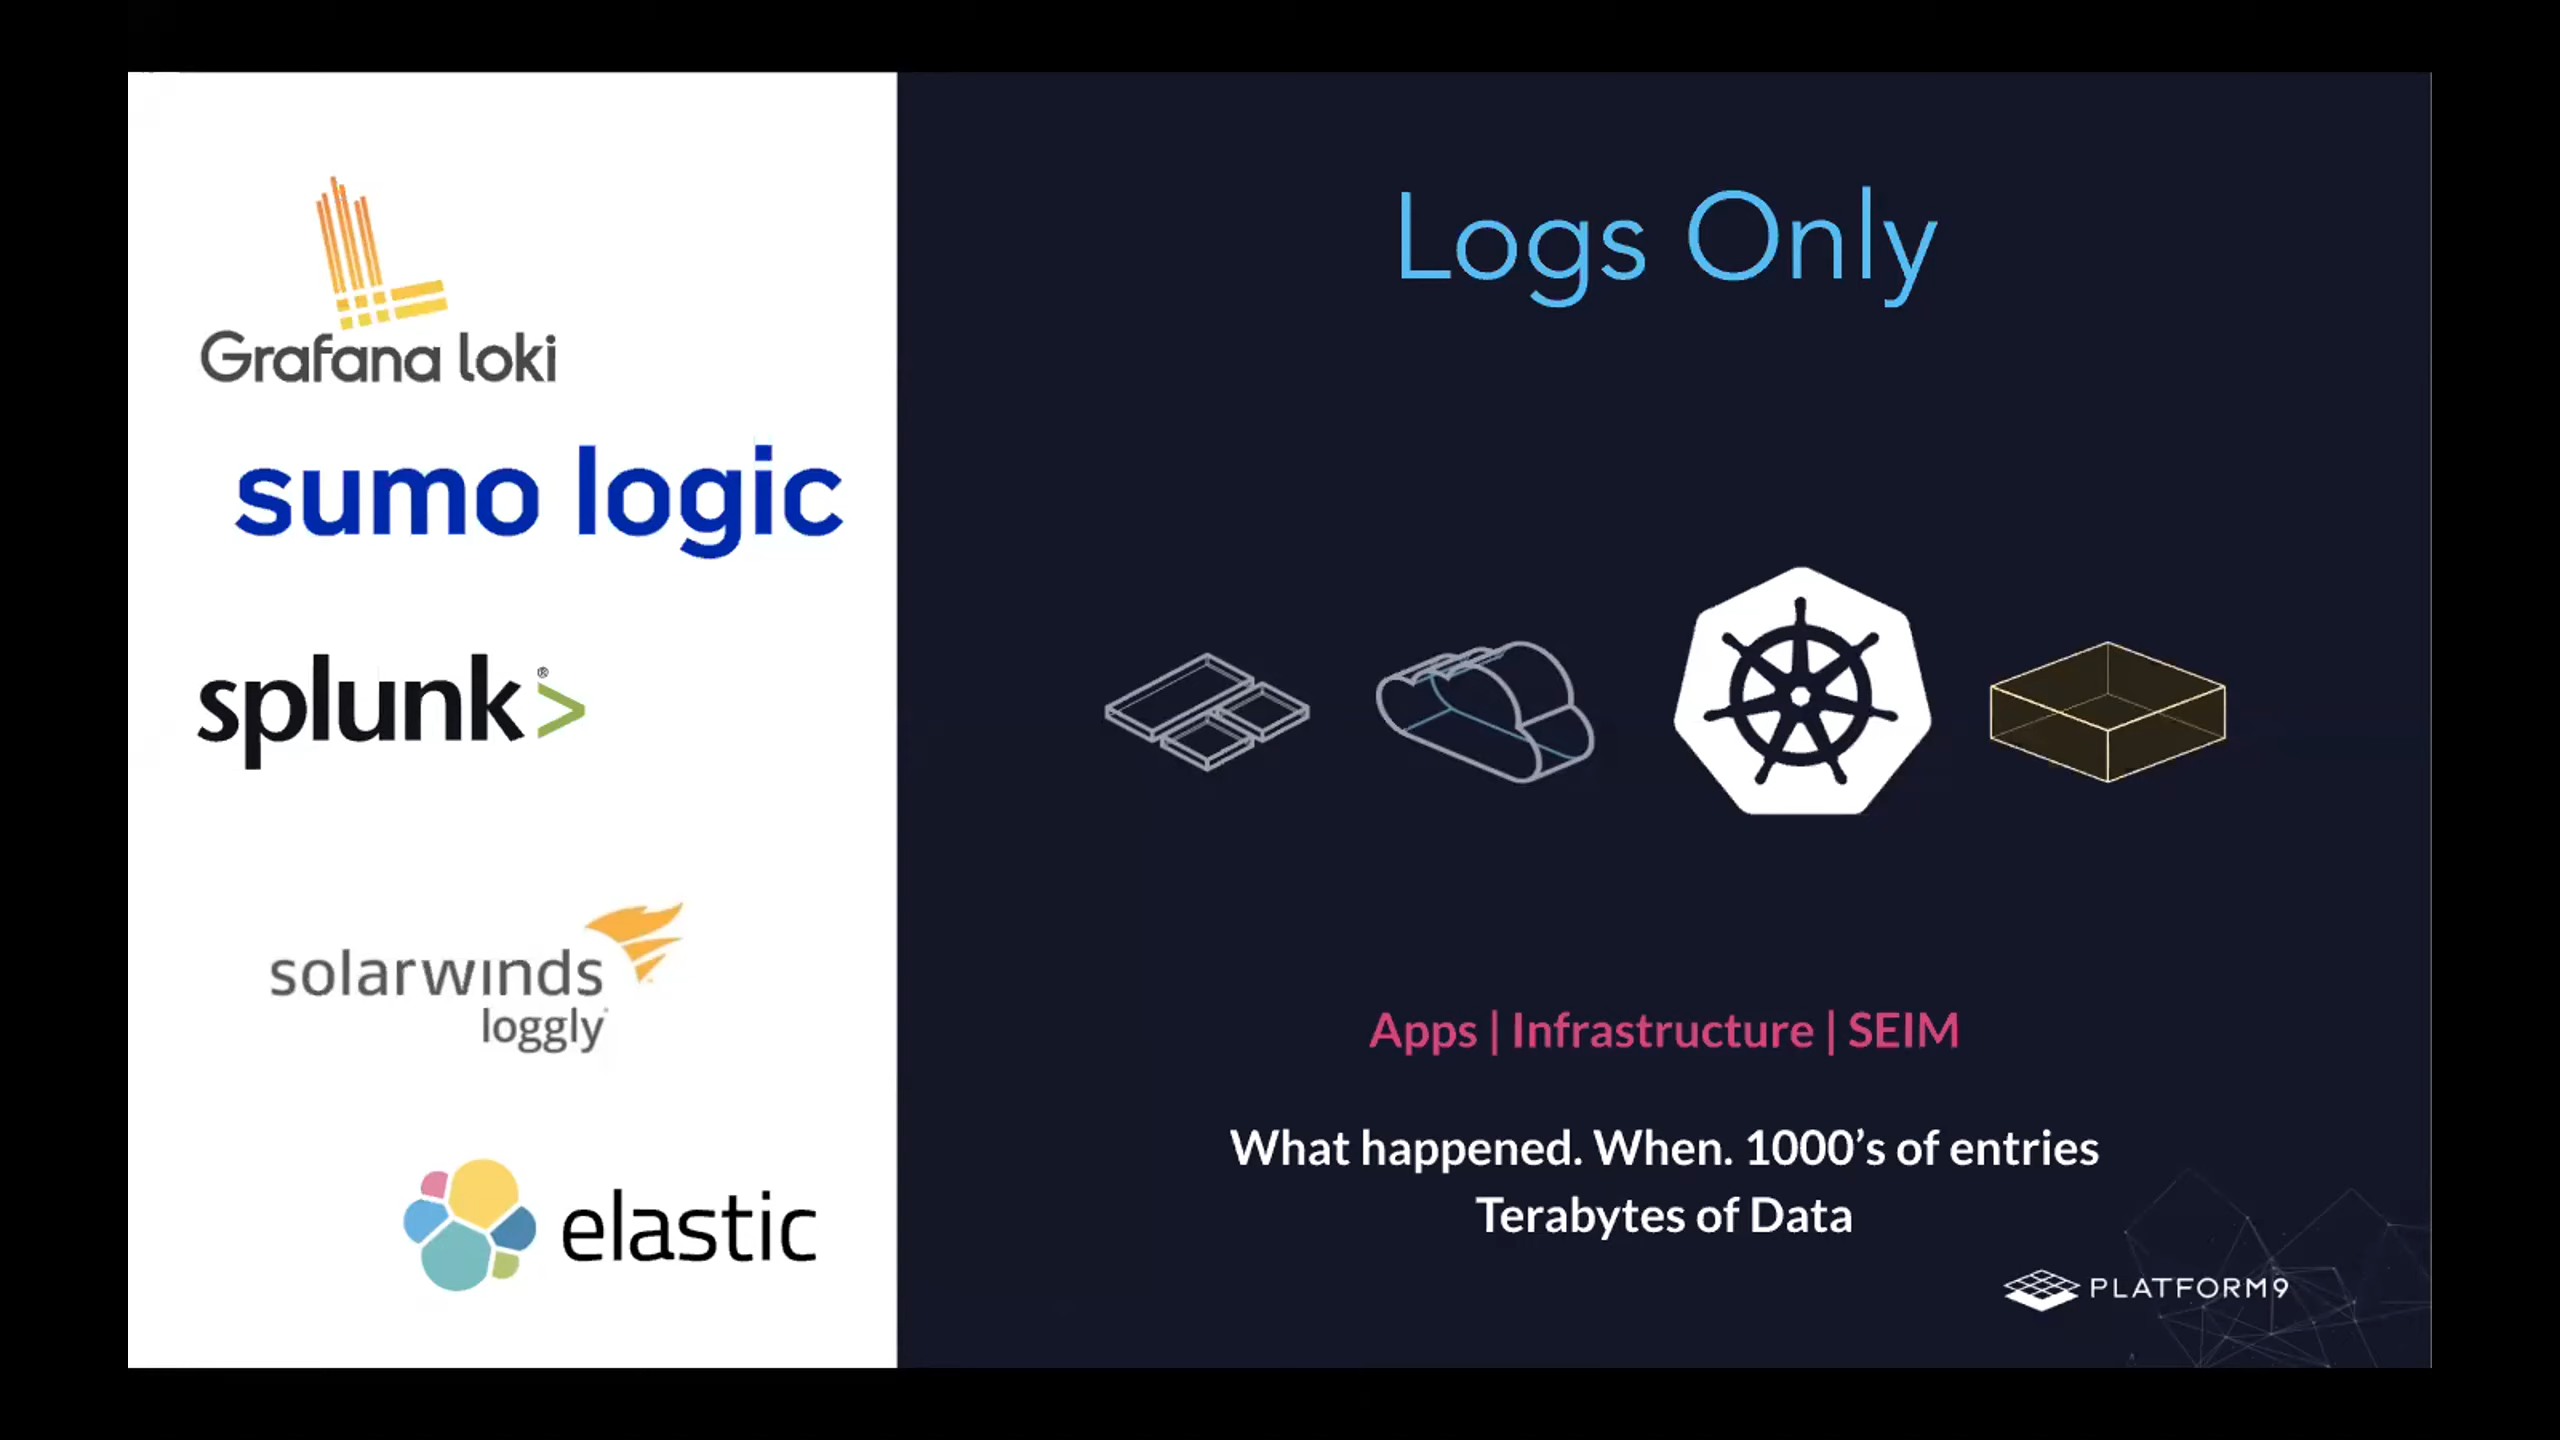 Grafana loki
sumo logic
splunk>®
solarwinds
loggly
elastic
Logs Only
Apps | Infrastructure | SEIM
What happened. When. 1000’s of entries
Terabytes of Data
PLATFORM9